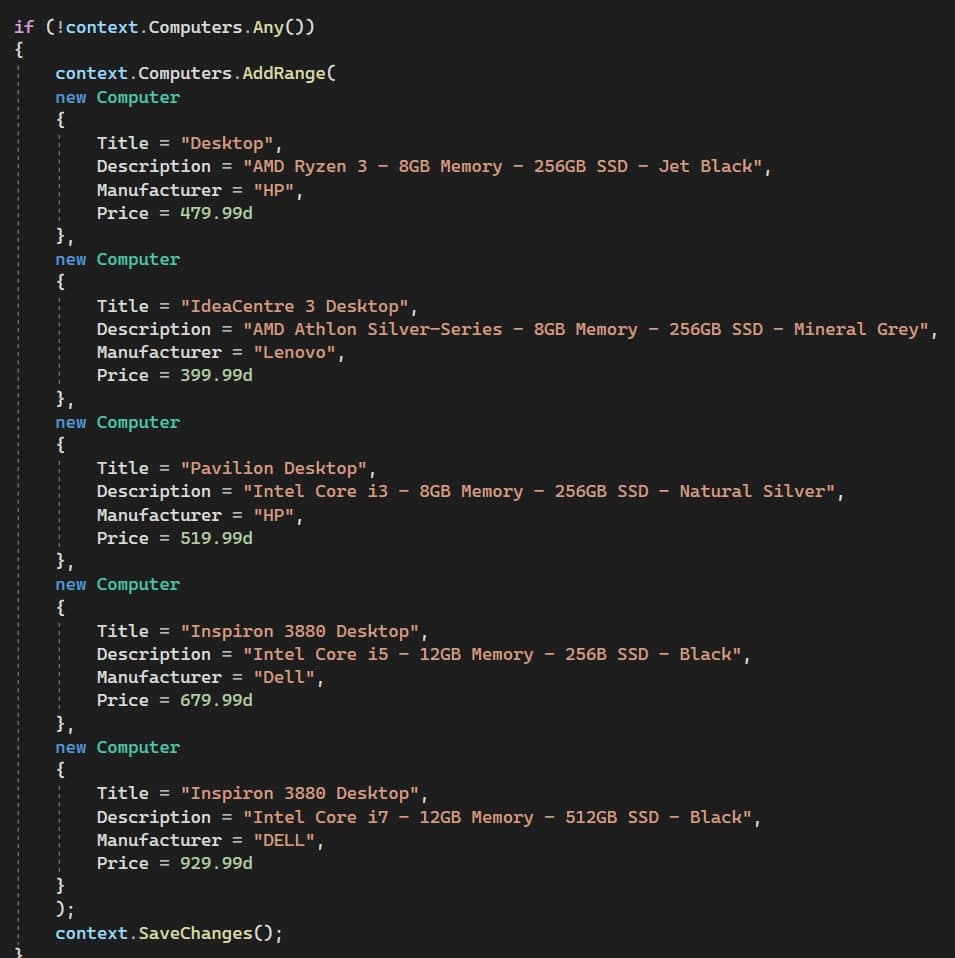 if (!context.Computers.Any())
{
context.Computers.AddRange(
new Computer
{
Title = "Desktop",
Description = "AMD Ryzen 3 - 8GB Memory - 256GB SSD - Jet Black",
Manufacturer = "HP",
Price = 479.99d
},
new Computer
{
Title = "IdeaCentre 3 Desktop",
Description = "AMD Athlon Silver-Series - 8GB Memory - 256GB SSD - Mineral Grey",
Manufacturer = "Lenovo",
Price = 399.99d
},
new Computer
{
Title = "Pavilion Desktop",
Description = "Intel Core i3 - 8GB Memory - 256GB SSD - Natural Silver",
Manufacturer = "HP",
Price = 519.99d
},
new Computer
{
Title = "Inspiron 3880 Desktop",
Description = "Intel Core i5 - 12GB Memory - 256B SSD - Black",
Manufacturer = "Dell",
Price = 679.99d
},
new Computer
{
Title = "Inspiron 3880 Desktop",
Description = "Intel Core i7 - 12GB Memory - 512GB SSD - Black",
Manufacturer = "DELL",
Price = 929.99d
}
);
context.SaveChanges();
}